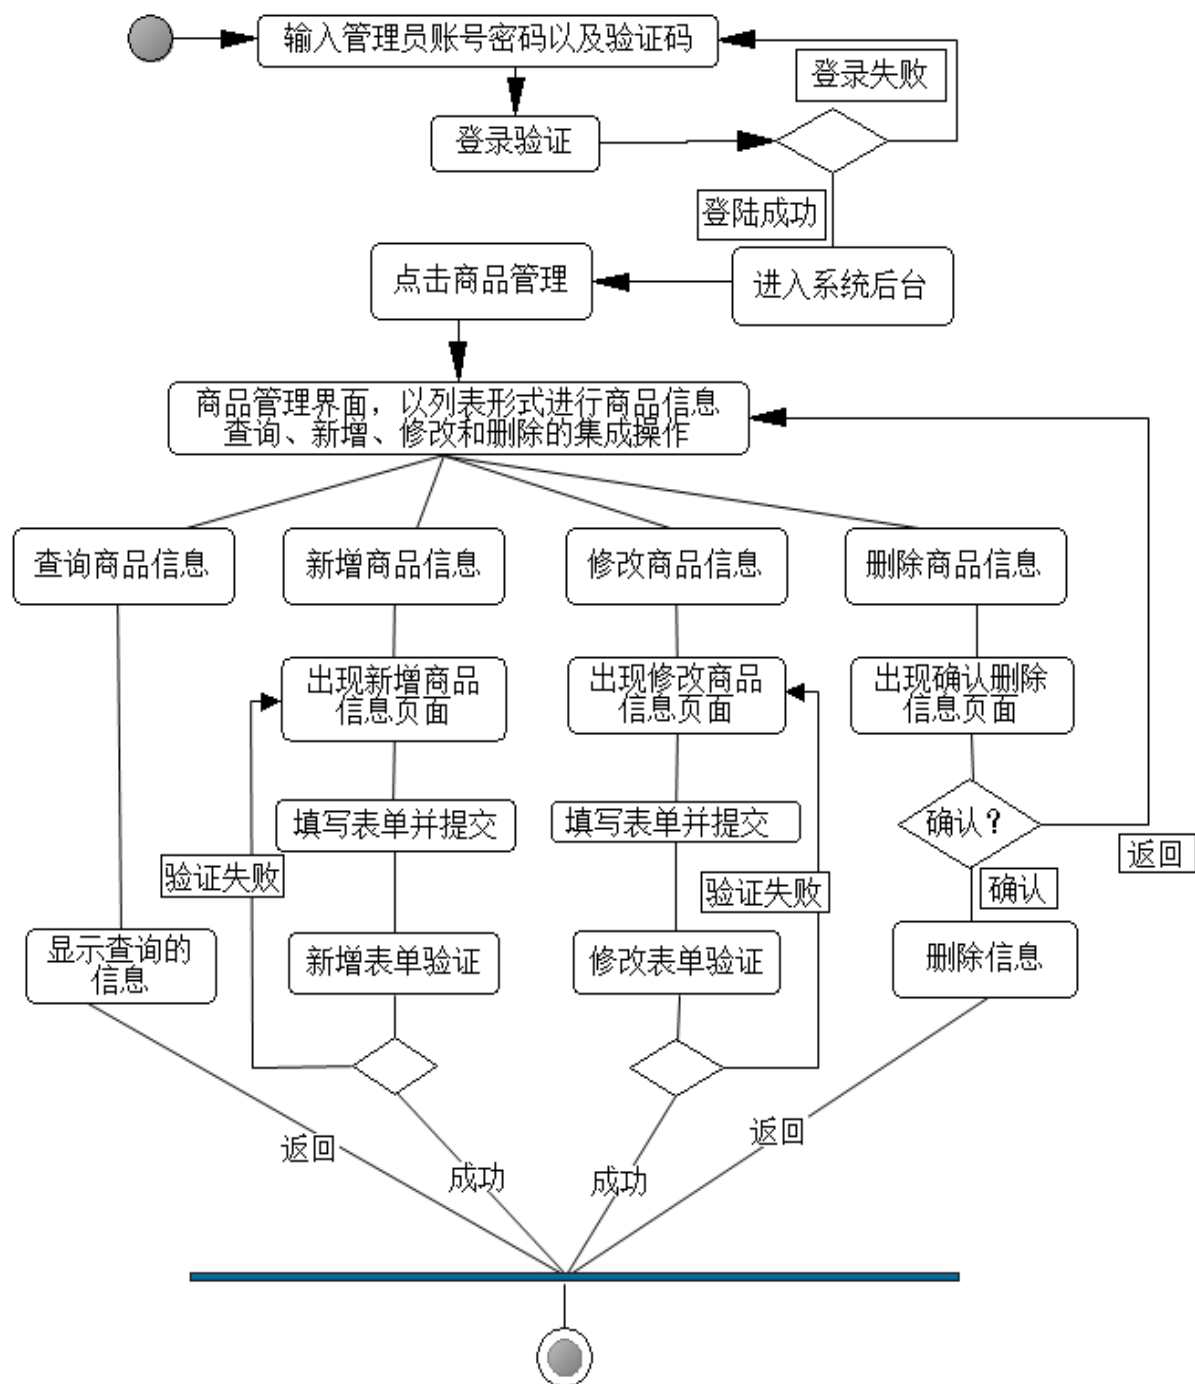 输入管理员账号密码以及验证码
登录失败
登录验证
登陆成功
点击商品管理
进入系统后台
商品管理界面，以列表形式进行商品信息
查询、新增、修改和删除的集成操作
查询商品信息
新增商品信息
修改商品信息
删除商品信息
出现新增商品
信息页面
出现修改商品
信息页面
出现确认删除
信息页面
填写表单并提交
填写表单并提交
确认？
返回
验证失败
验证失败
确认
显示查询的
信息
新增表单验证
修改表单验证
删除信息
返回
成功
成功
返回